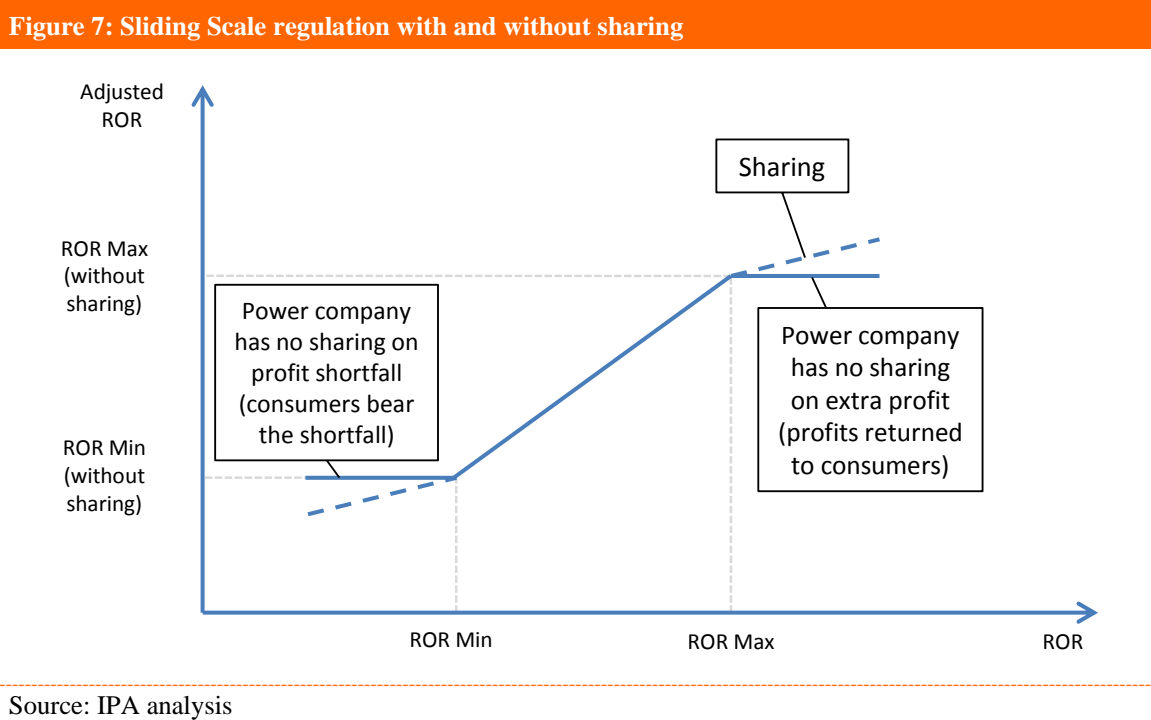 Figure 7: Sliding Scale regulation with and without sharing
Adjusted
ROR
Sharing
ROR Max
(without
sharing)
Power company
has no sharing on
profit shortfall
(consumers bear
the shortfall)
Power company
has no sharing
on extra profit
(profits returned
to consumers)
ROR Min
(without
sharing)
ROR Min
ROR Max
ROR
Source: IPA analysis